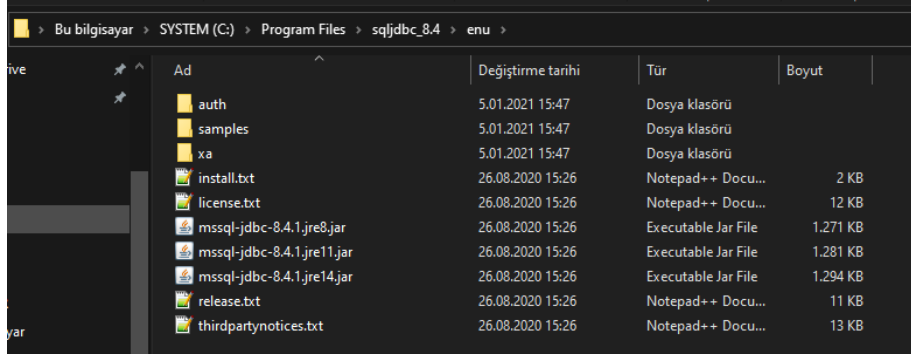 Bu bilgisayar > SYSTEM (C:) > Program Files > sqljdbc_8.4 > enu >
Ad Değiştirme tarihi Tür Boyut
auth 5.01.2021 15:47 Dosya klasörü
samples 5.01.2021 15:47 Dosya klasörü
xa 5.01.2021 15:47 Dosya klasörü
install.txt 26.08.2020 15:26 Notepad++ Docu... 2 KB
license.txt 26.08.2020 15:26 Notepad++ Docu... 12 KB
mssql-jdbc-8.4.1.jre8.jar 26.08.2020 15:26 Executable Jar File 1.271 KB
mssql-jdbc-8.4.1.jre11.jar 26.08.2020 15:26 Executable Jar File 1.281 KB
mssql-jdbc-8.4.1.jre14.jar 26.08.2020 15:26 Executable Jar File 1.294 KB
release.txt 26.08.2020 15:26 Notepad++ Docu... 11 KB
thirdpartynotices.txt 26.08.2020 15:26 Notepad++ Docu... 13 KB